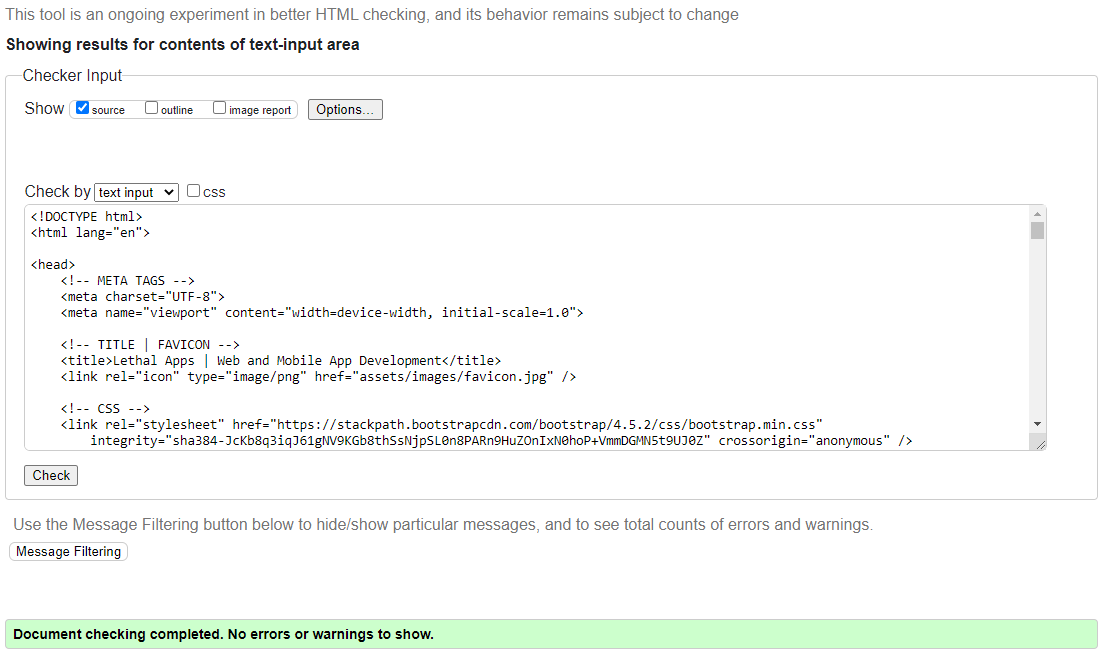 This tool is an ongoing experiment in better HTML checking, and its behavior remains subject to change
Showing results for contents of text-input area
Checker Input
Show source outline image report Options...
Check by text input css
<!DOCTYPE html>
<html lang="en">
<head>
<!-- META TAGS -->
<meta charset="UTF-8">
<meta name="viewport" content="width=device-width, initial-scale=1.0">
<!-- TITLE | FAVICON -->
<title>Lethal Apps | Web and Mobile App Development</title>
<link rel="icon" type="image/png" href="assets/images/favicon.jpg" />
<!-- CSS -->
<link rel="stylesheet" href="https://stackpath.bootstrapcdn.com/bootstrap/4.5.2/css/bootstrap.min.css"
integrity="sha384-JcKb8q3iqJ61gNV9KGb8thSsNjpSL0n8PARn9HuZOnIxN0hoP+VmmDGMN5t9UJ0Z" crossorigin="anonymous" />
Check
Use the Message Filtering button below to hide/show particular messages, and to see total counts of errors and warnings.
Message Filtering
Document checking completed. No errors or warnings to show.